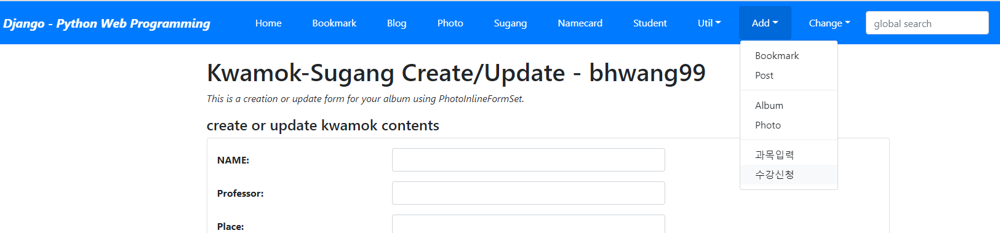 Django - Python Web Programming Home Bookmark Blog Photo Sugang Namecard Student Util Add Change global search
Bookmark
Post
Album
Photo
과목입력
수강신청
Kwamok-Sugang Create/Update - bhwang99
This is a creation or update form for your album using PhotoInlineFormSet.
create or update kwamok contents
NAME:
Professor:
Place: